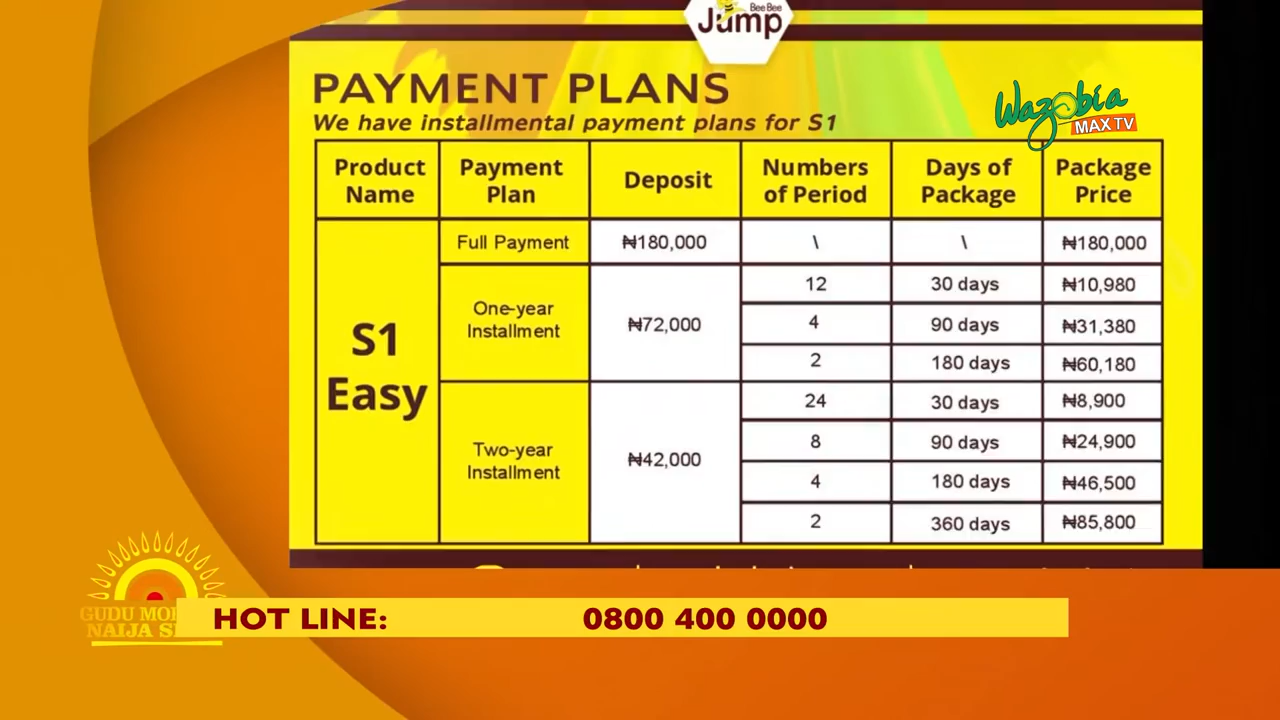 Bee Bee
Jump
PAYMENT PLANS
We have installmental payment plans for S1
Wazobia
MAX TV
Product Name
Payment Plan
Deposit
Numbers of Period
Days of Package
Package Price
S1 Easy
Full Payment
₦180,000
\
\
₦180,000
One-year Installment
₦72,000
12
30 days
₦10,980
4
90 days
₦31,380
2
180 days
₦60,180
Two-year Installment
₦42,000
24
30 days
₦8,900
8
90 days
₦24,900
4
180 days
₦46,500
2
360 days
₦85,800
GUDU
NAIJA
HOT LINE: 0800 400 0000